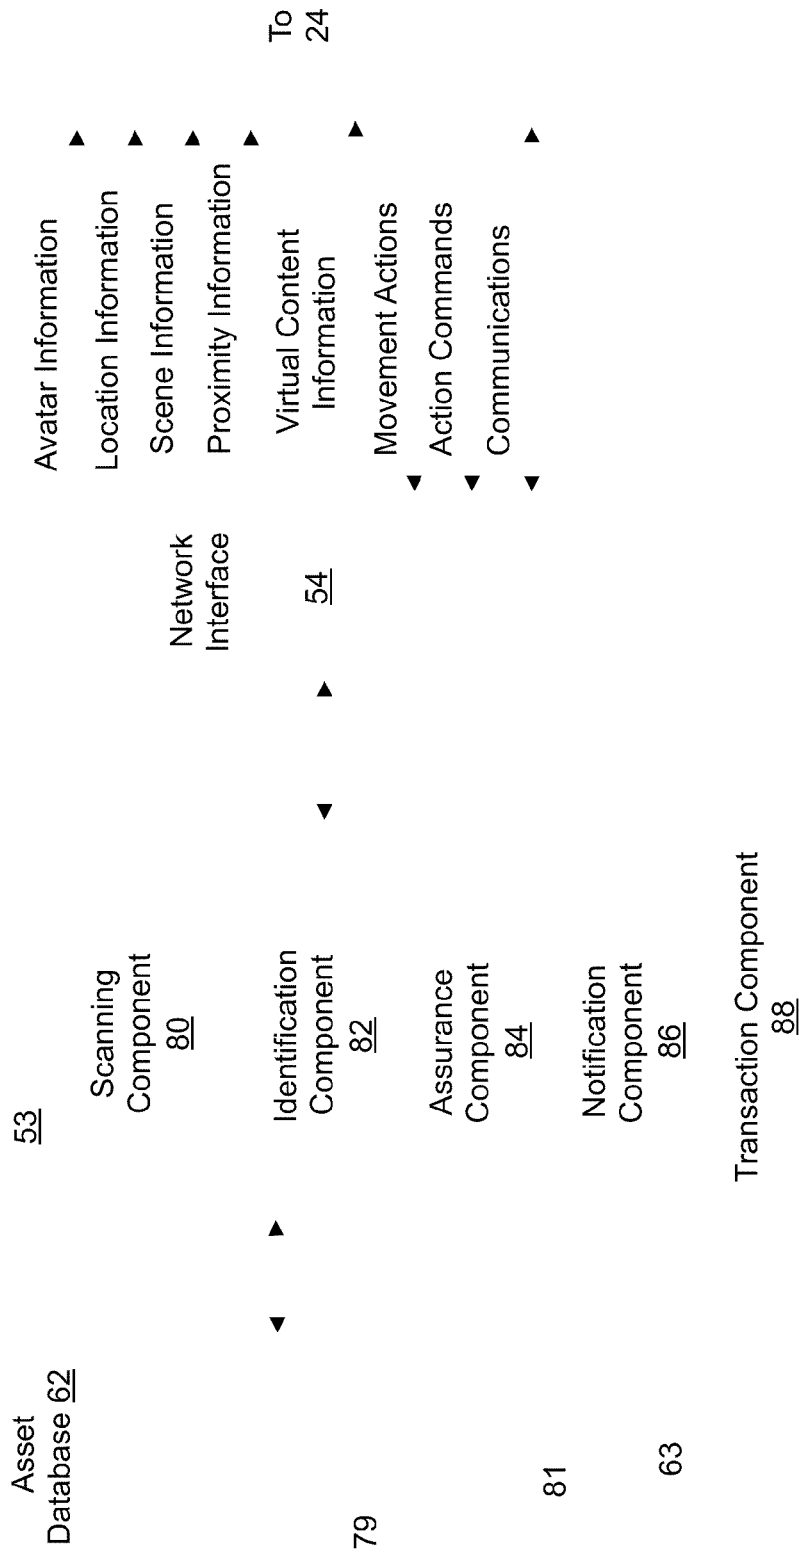 Asset
Database 62
79
81
63
53
Scanning
Component
80
Identification
Component
82
Assurance
Component
84
Notification
Component
86
Transaction Component
88
Network
Interface
54
Avatar Information
Location Information
Scene Information
Proximity Information
Virtual Content
Information
Movement Actions
Action Commands
Communications
To
24